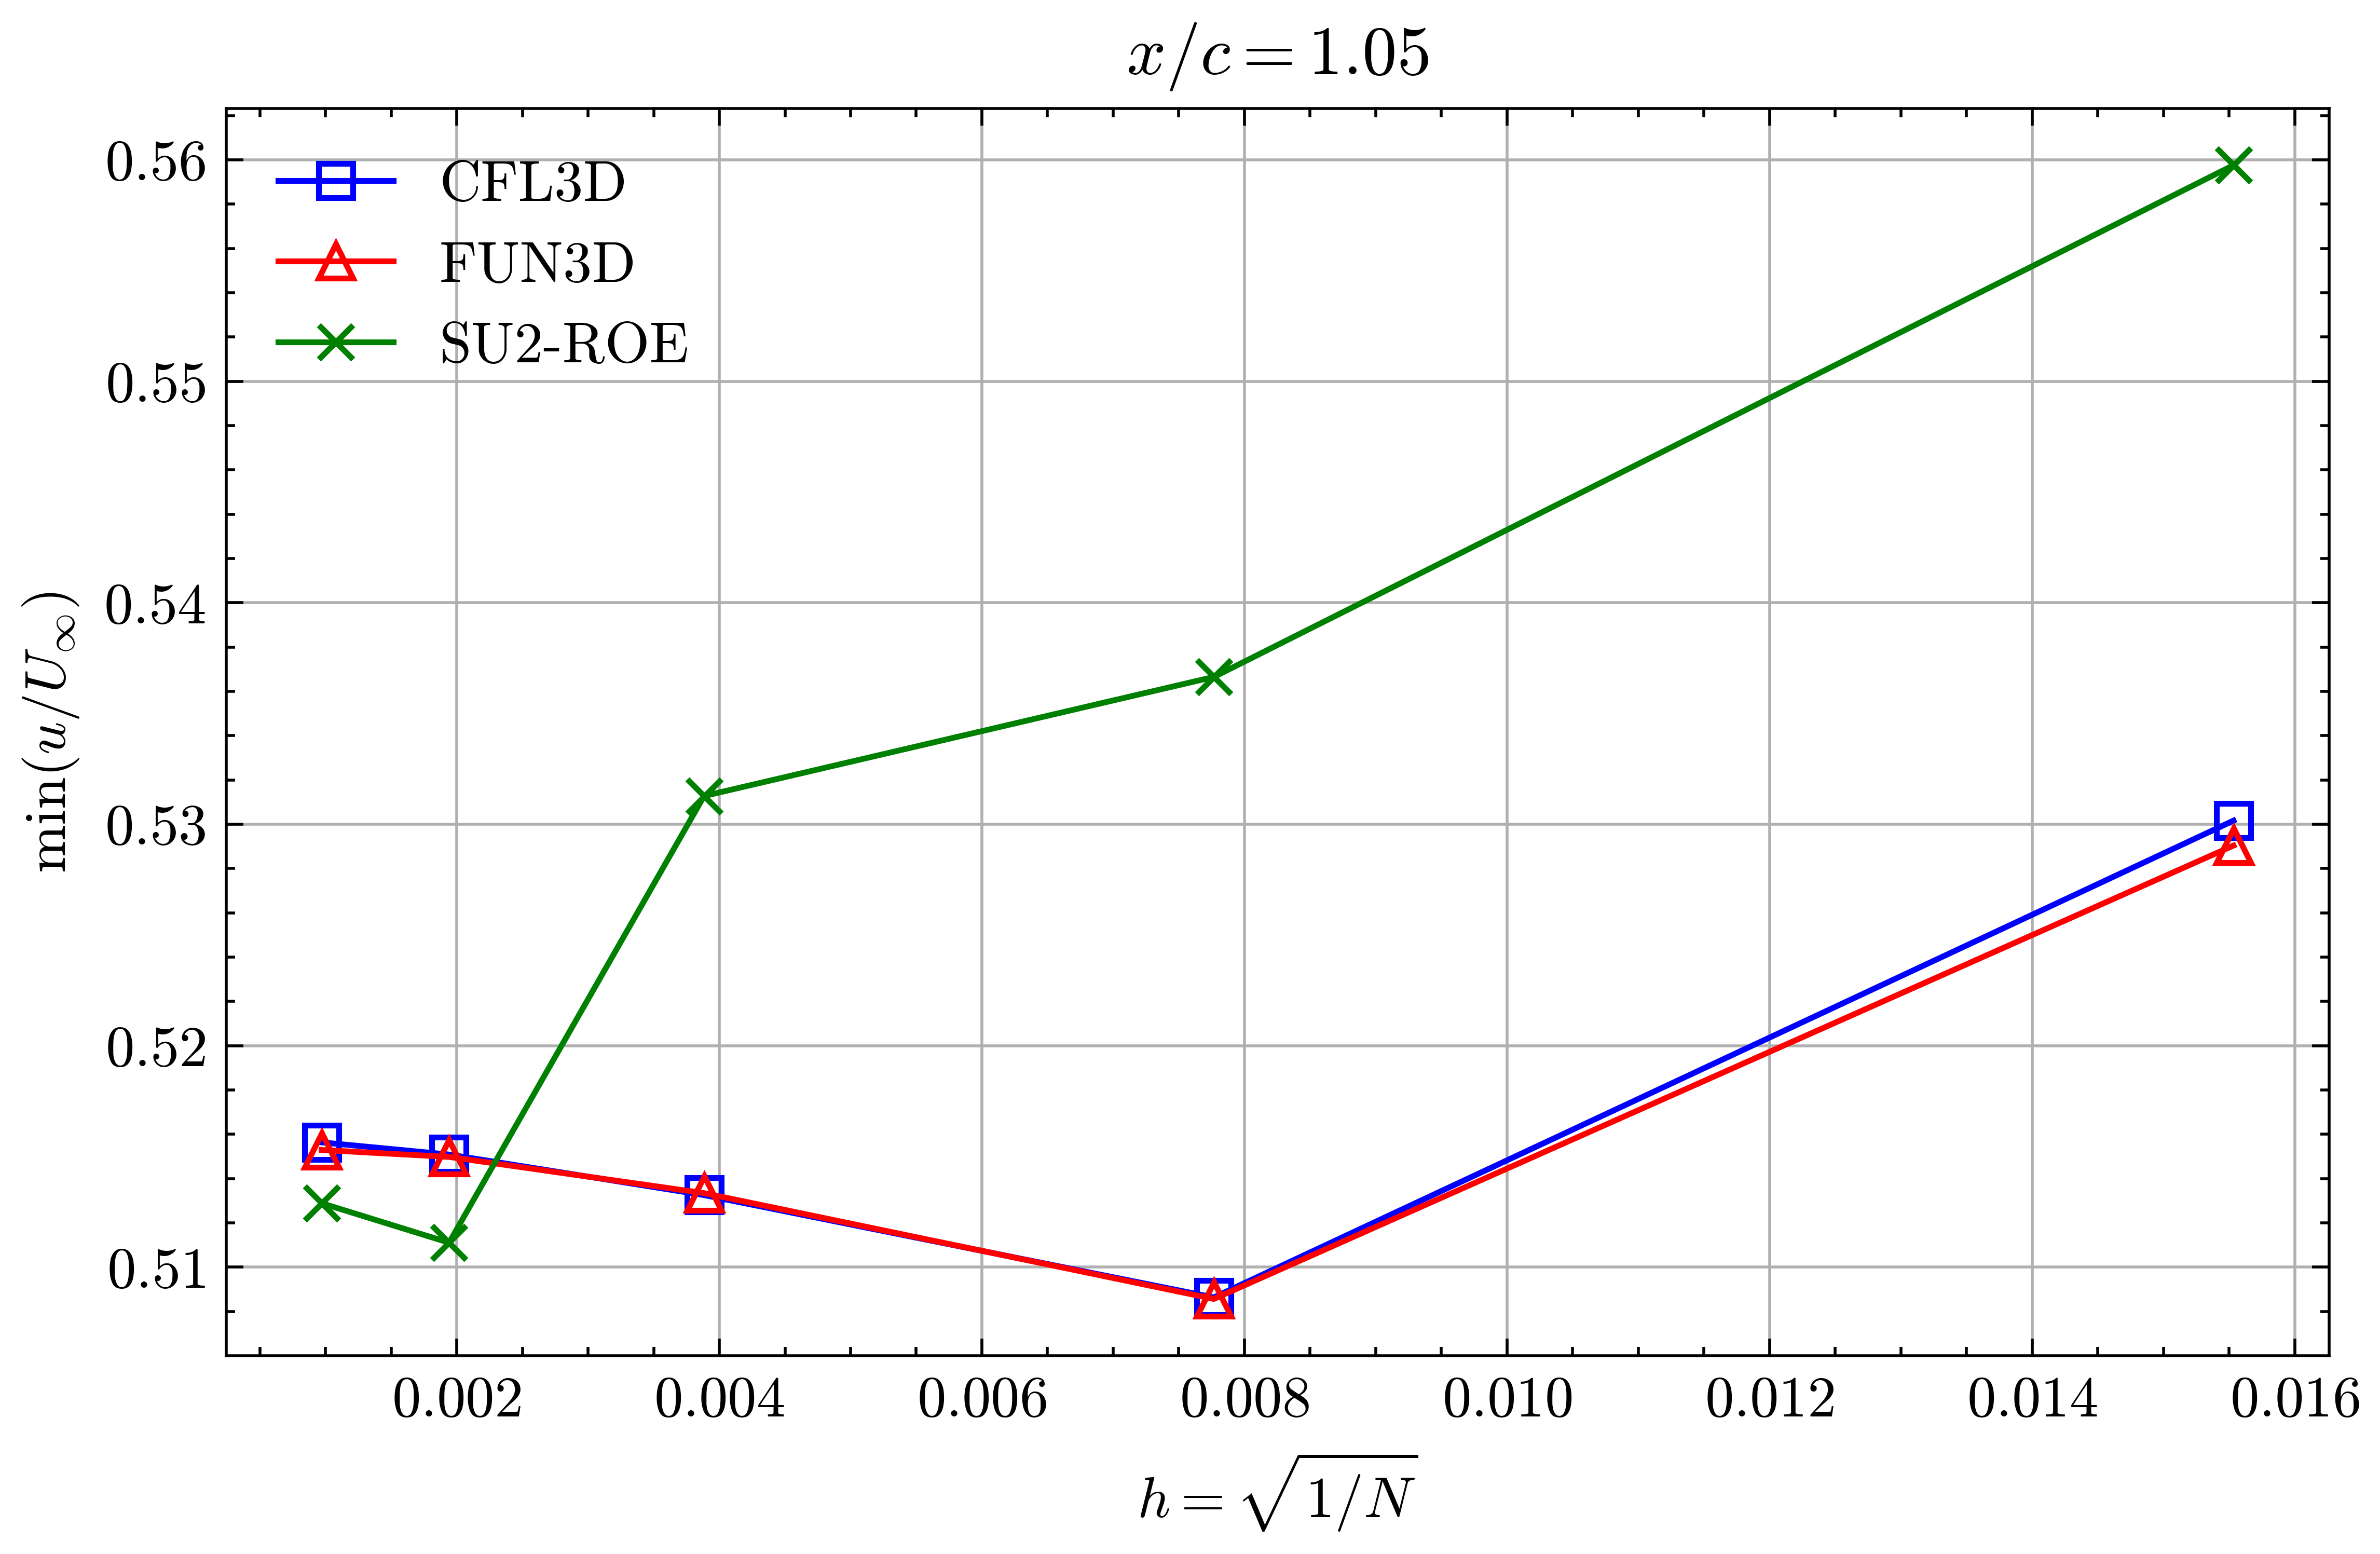 x/c = 1.05
CFL3D
FUN3D
SU2-ROE
0.56
0.55
0.54
0.53
0.52
0.51
min(u/U∞)
0.002 0.004 0.006 0.008 0.010 0.012 0.014 0.016
h = √1/N